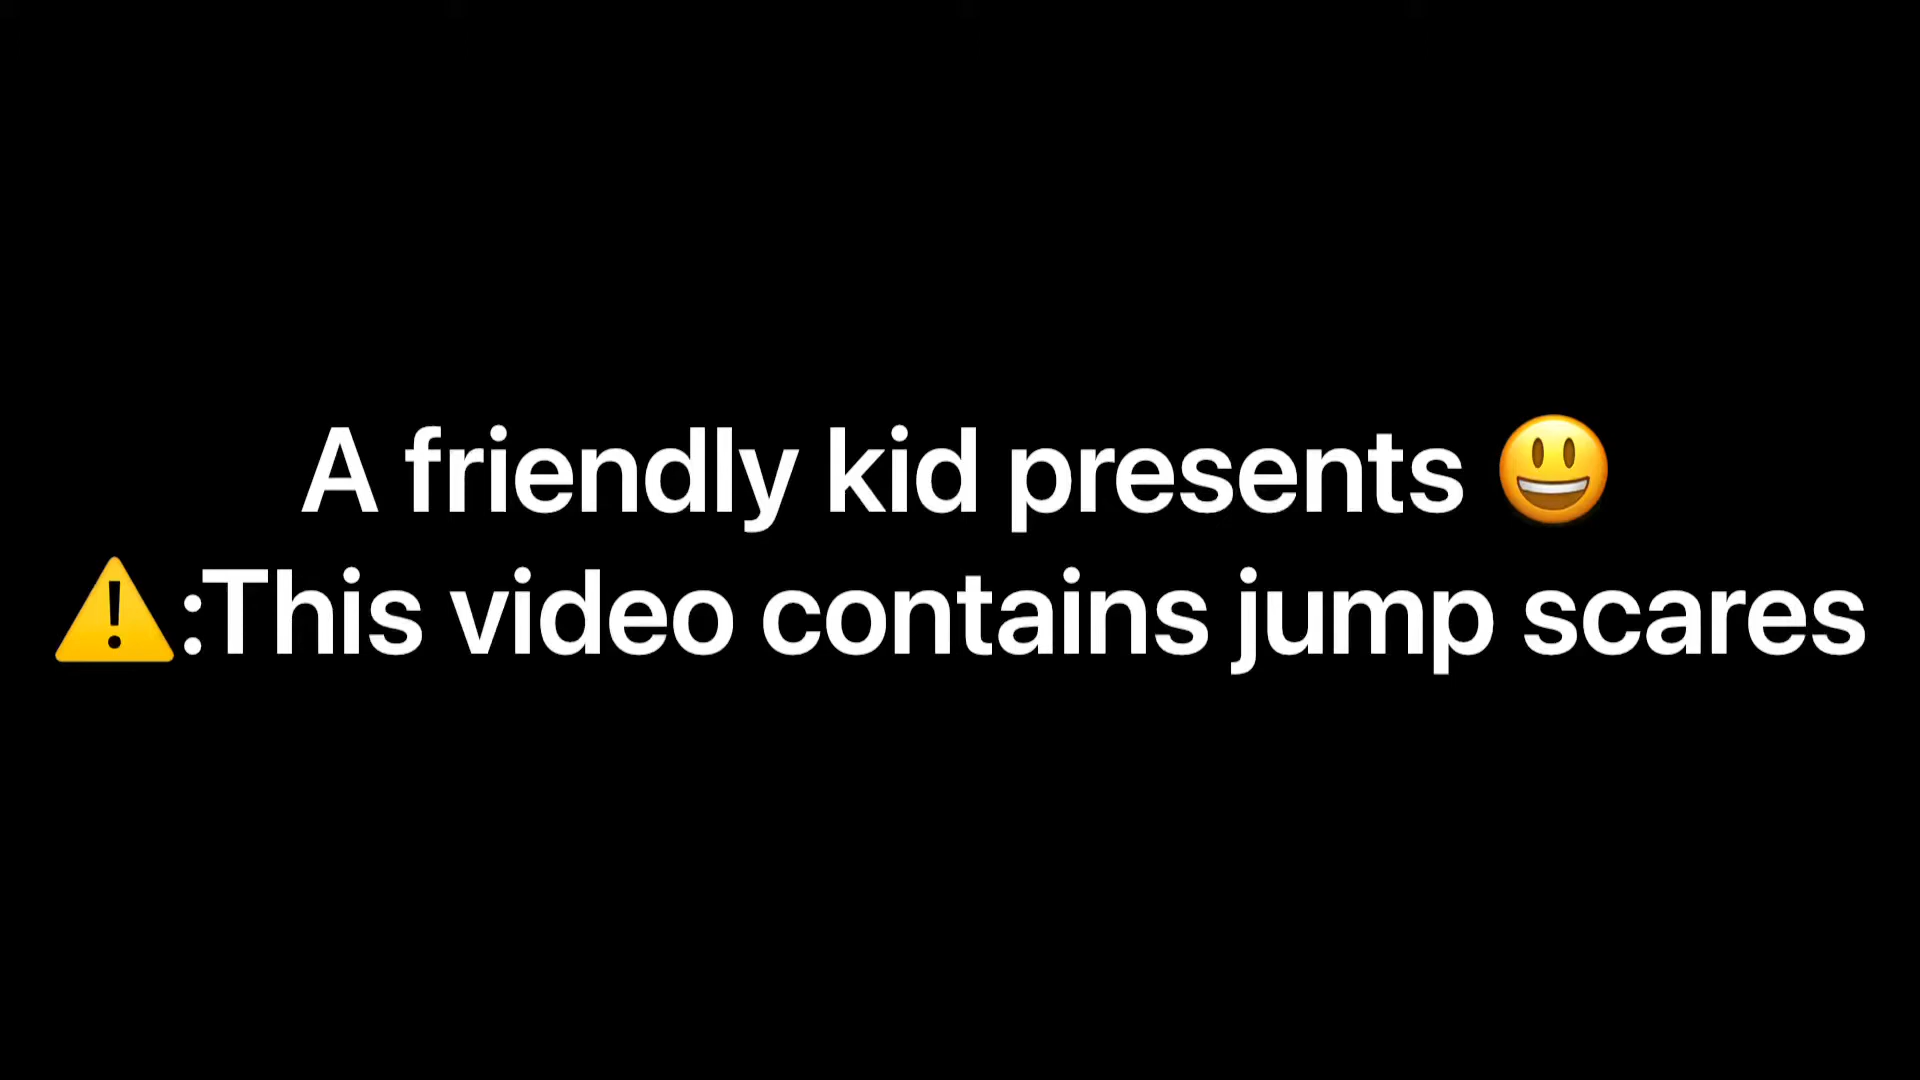 A friendly kid presents 😃
⚠️:This video contains jump scares